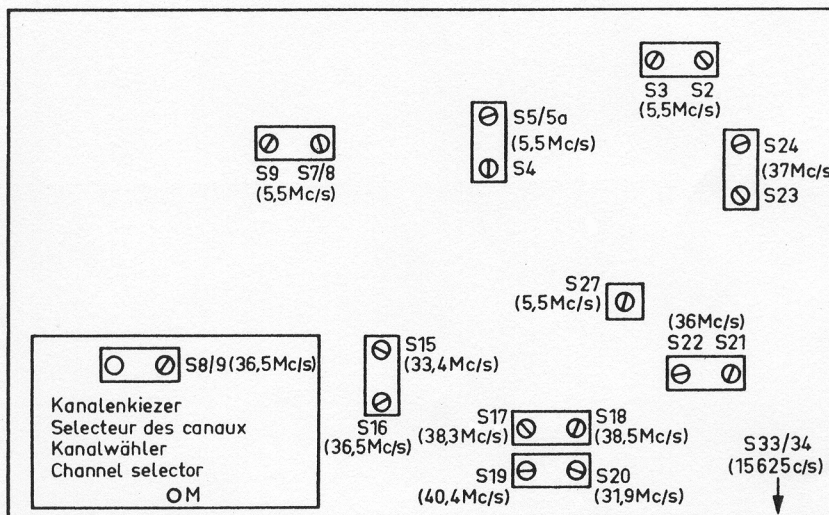 S3 S2
(5,5Mc/s)
S5/5a
(5,5Mc/s)
S4
S9 S7/8
(5,5Mc/s)
S24
(37Mc/s
S23
S27
(5,5Mc/s)
(36Mc/s)
S22 S21
S8/9(36,5Mc/s)
Kanalenkiezer
Selecteur des canaux
Kanalwähler
Channel selector
M
S15
(33,4Mc/s)
S16
(36,5Mc/s)
S17
(38,3Mc/s)
S18
(38,5Mc/s)
S19
(40,4Mc/s)
S20
(31,9Mc/s)
S33/34
(15625c/s)